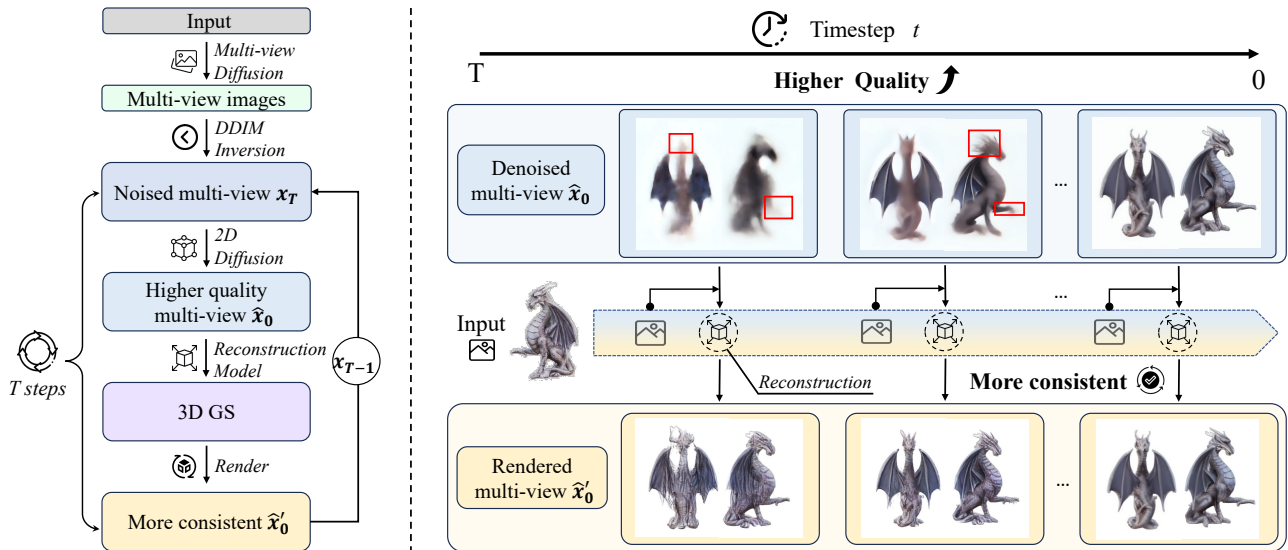 Input
Multi-view
Diffusion
Multi-view images
DDIM
Inversion
Noised multi-view x_T
2D
Diffusion
Higher quality
multi-view x̂_0
Reconstruction
Model
x_{T−1}
T steps
3D GS
Render
More consistent x̂′_0
Timestep t
T
Higher Quality
0
Denoised
multi-view x̂_0
...
...
Input
Reconstruction
More consistent
Rendered
multi-view x̂′_0
...